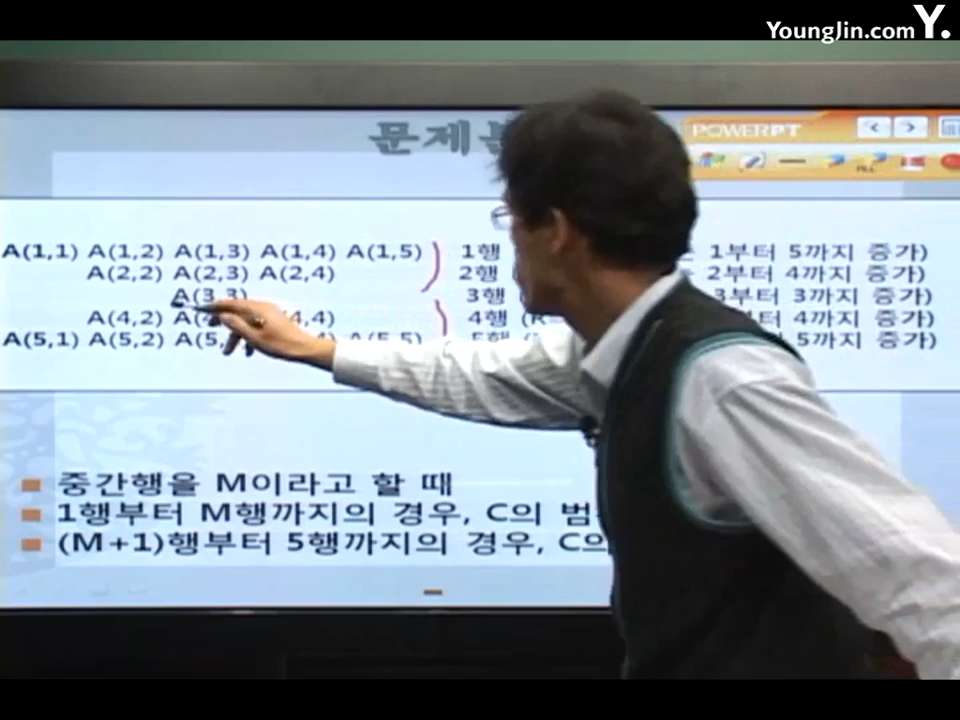 YoungJin.com Y.
문제
POWERPT
A(1,1) A(1,2) A(1,3) A(1,4) A(1,5) 1행 1부터 5까지 증가)
A(2,2) A(2,3) A(2,4) 2행 2부터 4까지 증가)
A(3,3) 3행 3부터 3까지 증가)
A(4,2) 4행 4까지 증가)
A(5,1) A(5,2) 5까지 증가)
중간행을 M이라고 할 때
1행부터 M행까지의 경우, C의
(M+1)행부터 5행까지의 경우, C의